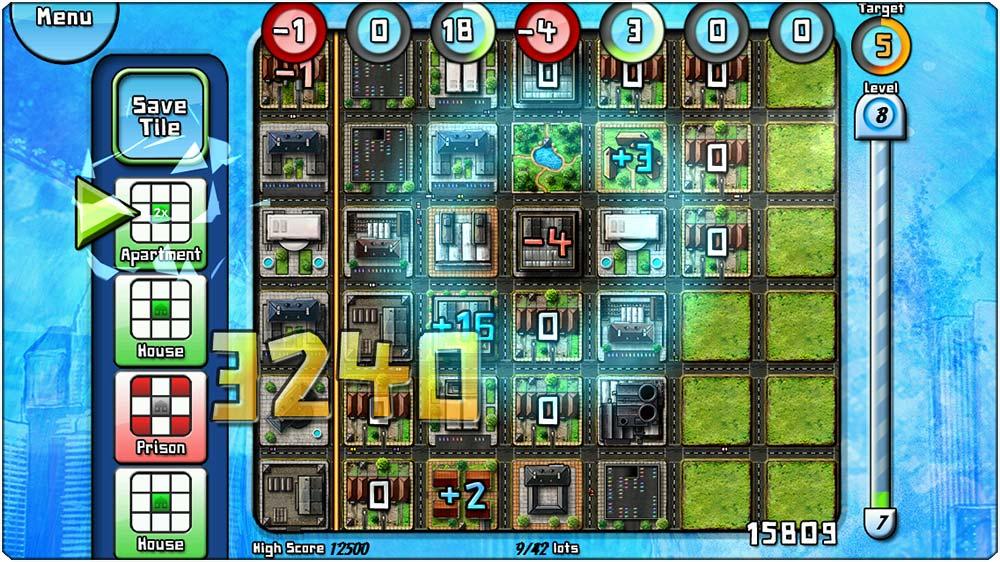 Menu
-1 0 18 -4 3 0 0
Target
5
Level
8
Save
Tile
-1 0 0 0
+3 0
2x
Apartment
-4 0
House
+16 0
3240
0
Prison
0 +2
House
7
15809
High Score 12500
9/42 lots